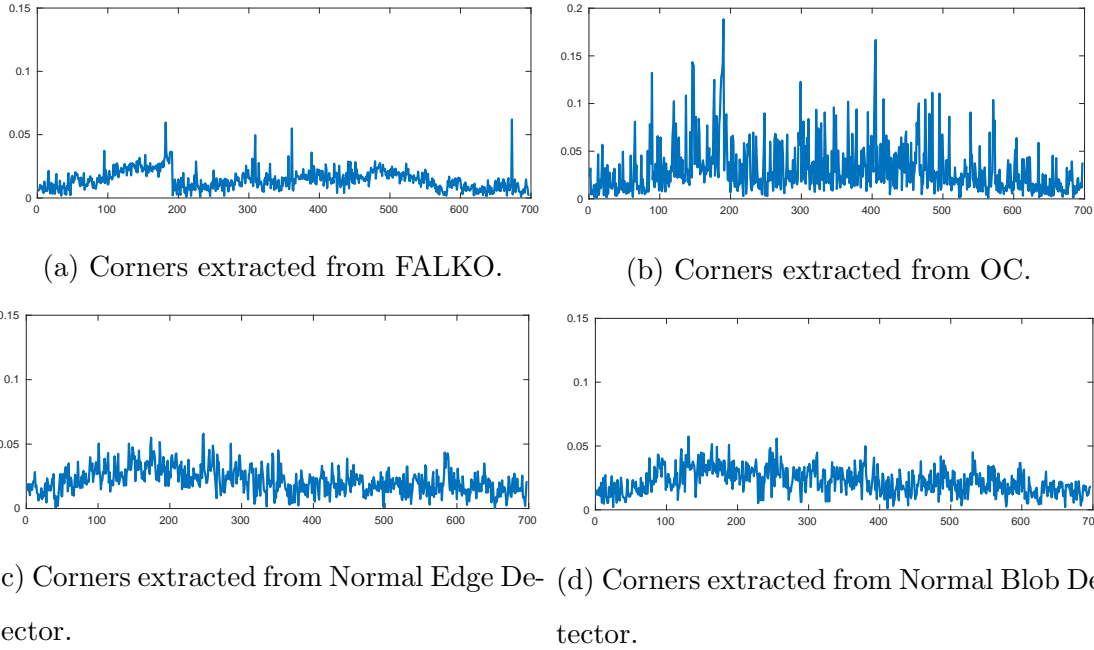 0.15
0.1
0.05
0
0 100 200 300 400 500 600 700
0.2
0.15
0.1
0.05
0
0 100 200 300 400 500 600 700
(a) Corners extracted from FALKO.
(b) Corners extracted from OC.
0.15
0.1
0.05
0
0 100 200 300 400 500 600 700
0.15
0.1
0.05
0
0 100 200 300 400 500 600 70
c) Corners extracted from Normal Edge De-
ector.
(d) Corners extracted from Normal Blob De
tector.